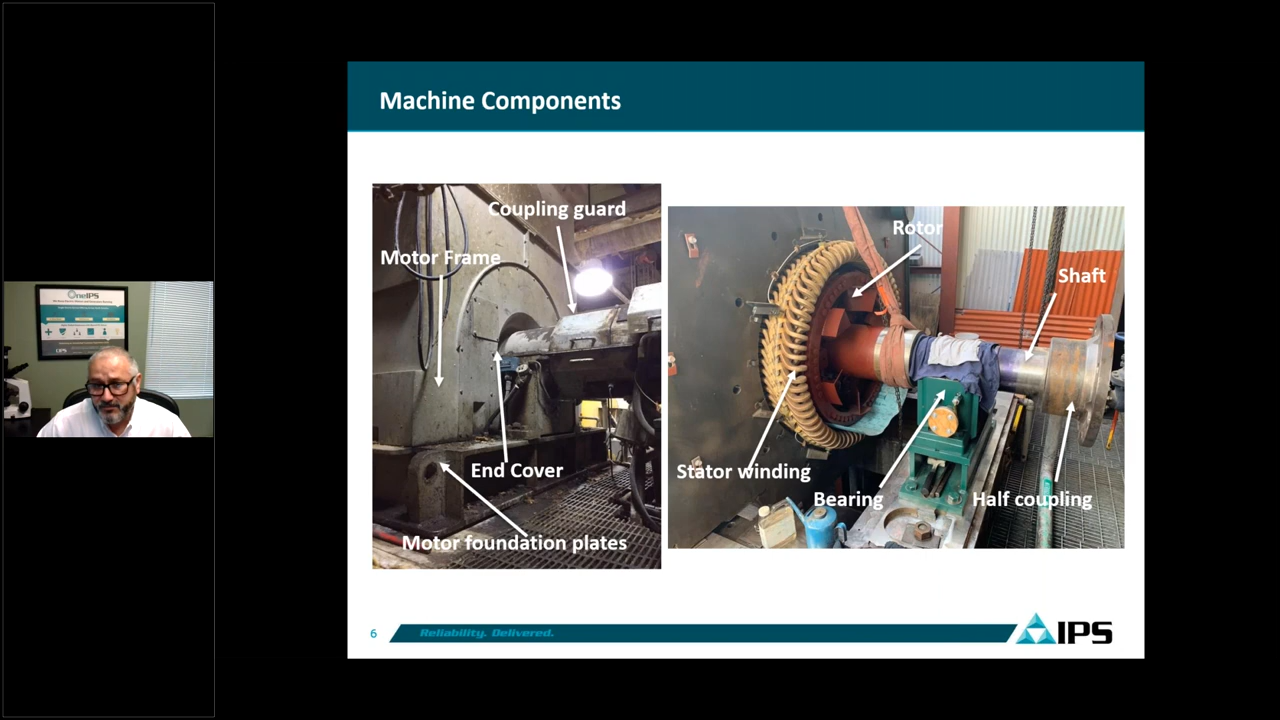 Machine Components
Coupling guard
Motor Frame
End Cover
Motor foundation plates
Rotor
Shaft
Stator winding
Bearing
Half coupling
6
Reliability. Delivered.
IPS
OneIPS